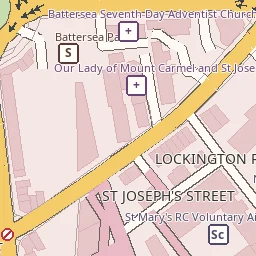 Battersea Seventh Day Adventist Church
Battersea Pa
S
Our Lady of Mount Carmel and St Jose
LOCKINGTON R
ST JOSEPH'S STREET
St Mary's RC Voluntary Ai
Sc